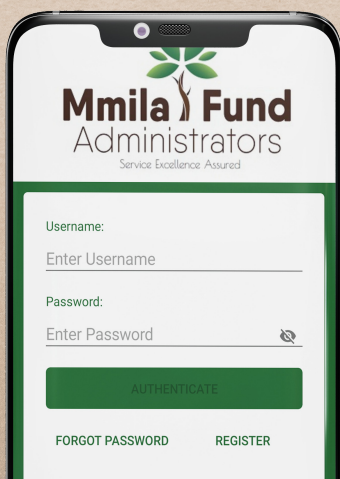 Mmila Fund
Administrators
Service Excellence Assured
Username:
Enter Username
Password:
Enter Password
AUTHENTICATE
FORGOT PASSWORD REGISTER